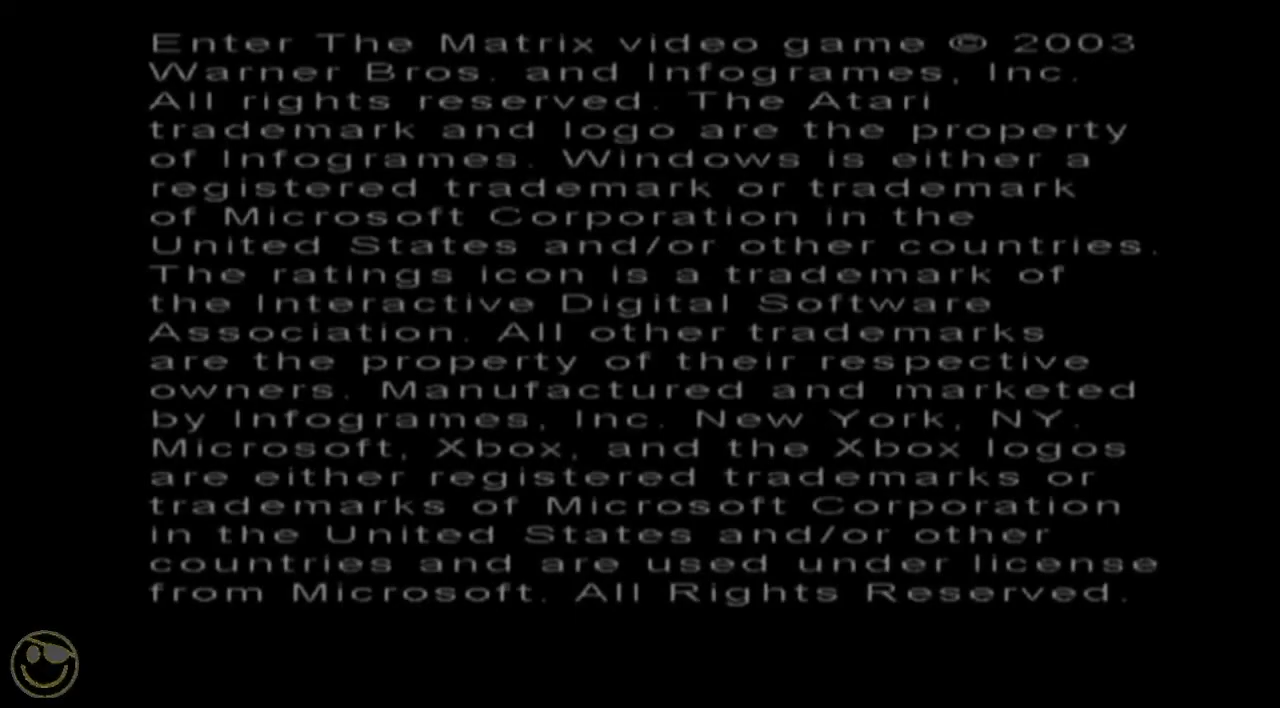 Enter The Matrix video game © 2003
Warner Bros. and Infogrames, Inc.
All rights reserved. The Atari
trademark and logo are the property
of Infogrames. Windows is either a
registered trademark or trademark
of Microsoft Corporation in the
United States and/or other countries.
The ratings icon is a trademark of
the Interactive Digital Software
Association. All other trademarks
are the property of their respective
owners. Manufactured and marketed
by Infogrames, Inc. New York, NY.
Microsoft, Xbox, and the Xbox logos
are either registered trademarks or
trademarks of Microsoft Corporation
in the United States and/or other
countries and are used under license
from Microsoft. All Rights Reserved.